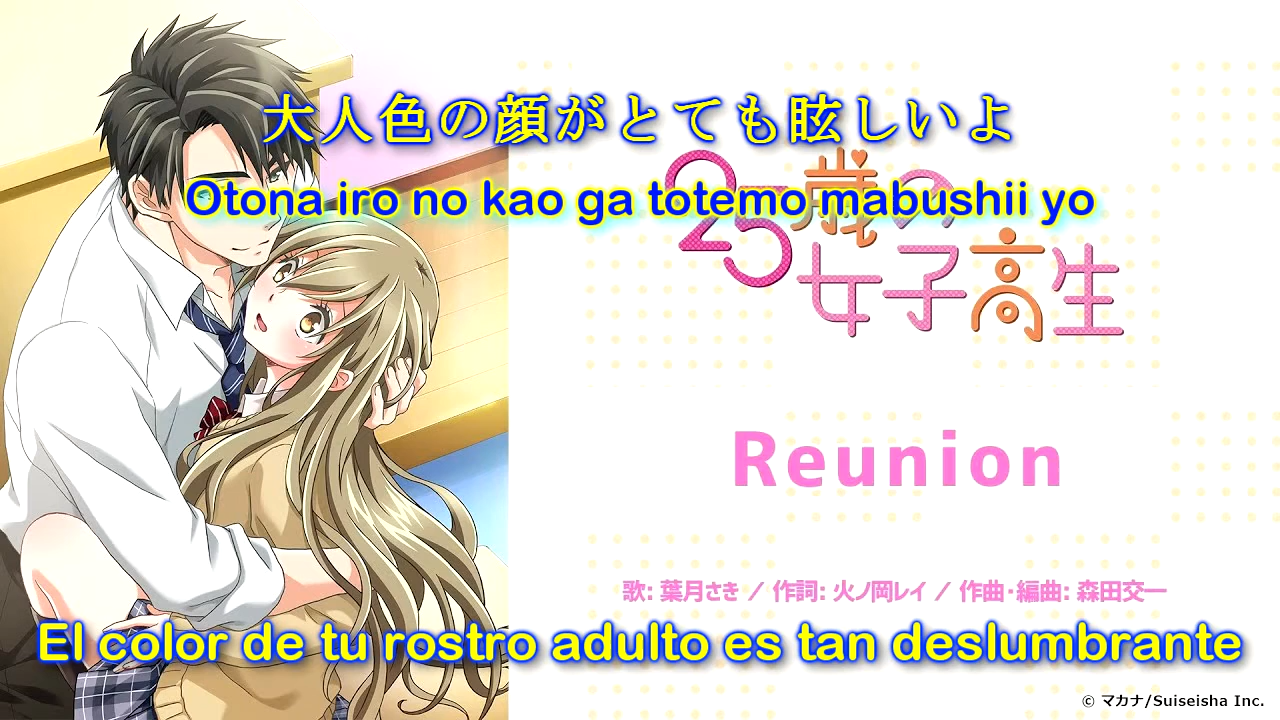 大人色の顔がとても眩しいよ
Otona iro no kao ga totemo mabushii yo
25歳の
女子高生
Reunion
歌: 葉月さき / 作詞: 火ノ岡レイ / 作曲・編曲: 森田交一
El color de tu rostro adulto es tan deslumbrante
© マカナ/Suiseisha Inc.